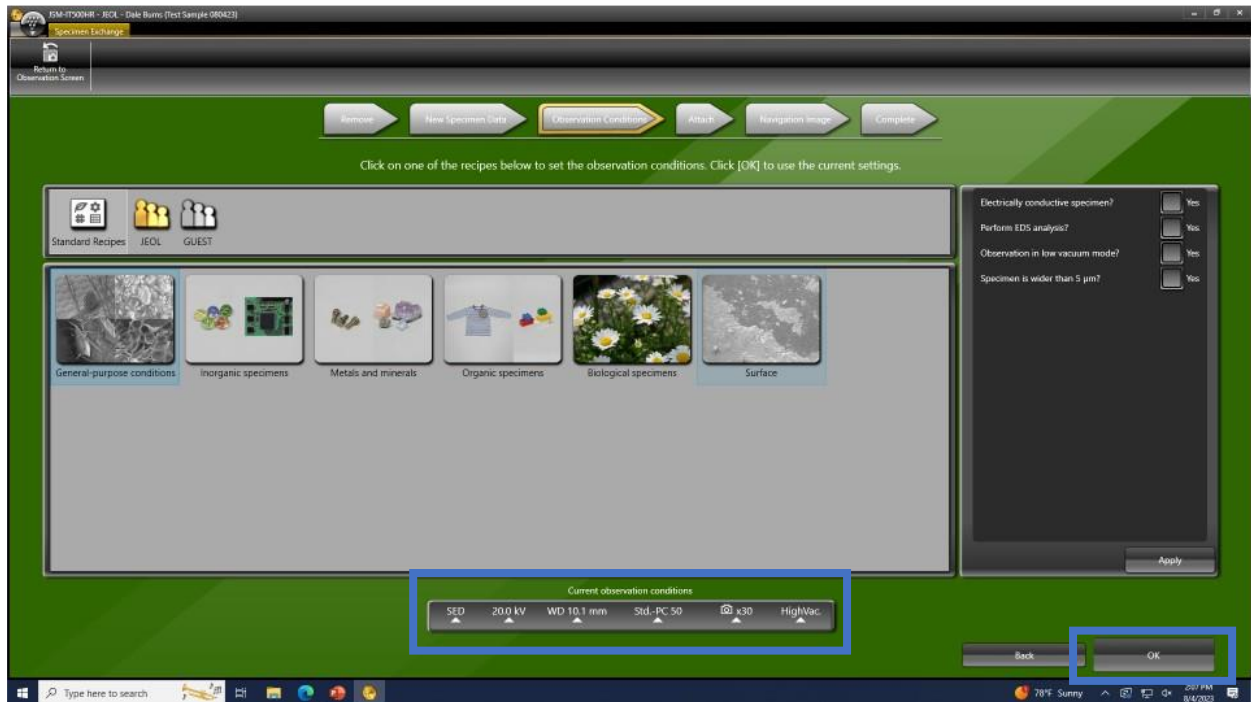 JSM-IT500HR - JEOL - Dale Burns (Test Sample 080423)
Specimen Exchange
Return to
Observation Screen
Remove
New Specimen Data
Observation Conditions
Attach
Navigation Image
Complete
Click on one of the recipes below to set the observation conditions. Click [OK] to use the current settings.
Standard Recipes
JEOL
GUEST
Electrically conductive specimen? Yes
Perform EDS analysis? Yes
Observation in low vacuum mode? Yes
Specimen is wider than 5 μm? Yes
General-purpose conditions
Inorganic specimens
Metals and minerals
Organic specimens
Biological specimens
Surface
Apply
Current observation conditions
SED 20.0 kV WD 10.1 mm Std.-PC 50 x30 HighVac.
Back
OK
Type here to search
78°F Sunny
2:07 PM
8/4/2023